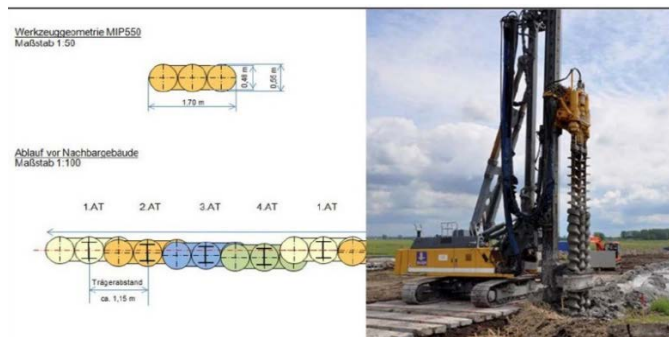 Werkzeuggeometrie MIP550
Maßstab 1:50
0,48 m
0,55 m
1.70 m
Ablauf vor Nachbargebäude
Maßstab 1:100
1.AT 2.AT 3.AT 4.AT 1.AT
Trägerabstand
ca. 1,15 m